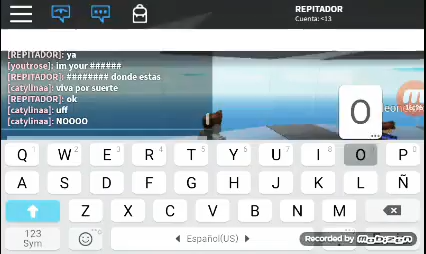 REPITADOR
Cuenta: <13
[REPITADOR]: ya
[youtrose]: im your ######
[REPITADOR]: ######## donde estas
[catylinaa]: viva por suerte
[REPITADOR]: ok
[catylinaa]: uff
[catylinaa]: NOOOO
O
Q W E R T Y U I O P
A S D F G H J K L Ñ
Z X C V B N M
123
Sym
Español(US)
Recorded by Mobizen